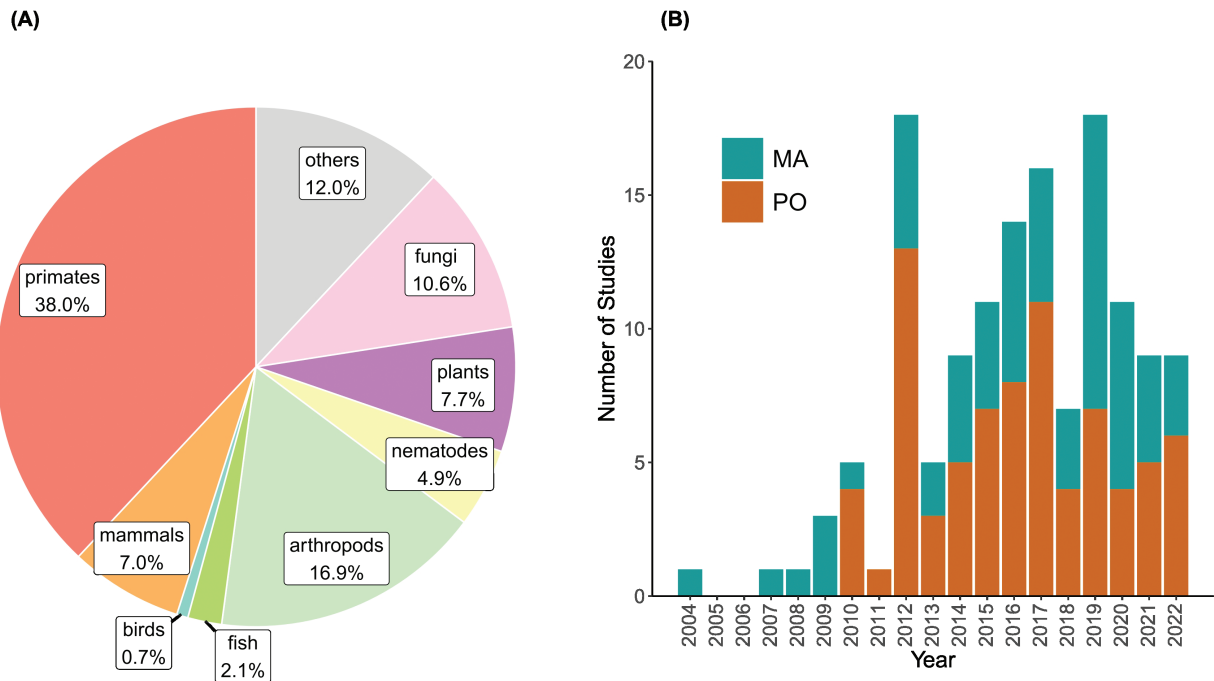 (A)
others
12.0%
fungi
10.6%
primates
38.0%
plants
7.7%
nematodes
4.9%
mammals
7.0%
arthropods
16.9%
birds
0.7%
fish
2.1%
(B)
20
15
10
5
0
Number of Studies
MA
PO
2004
2005
2006
2007
2008
2009
2010
2011
2012
2013
2014
2015
2016
2017
2018
2019
2020
2021
2022
Year